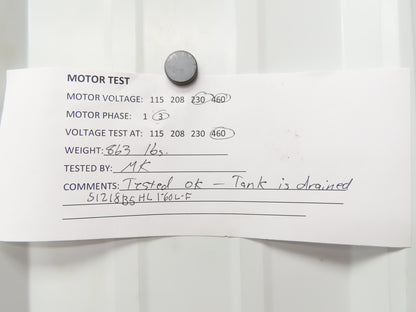 MOTOR TEST
MOTOR VOLTAGE: 115 208 230 460
MOTOR PHASE: 1 3
VOLTAGE TEST AT: 115 208 230 460
WEIGHT: 863 lbs.
TESTED BY: MK
COMMENTS: Tested ok - Tank is drained